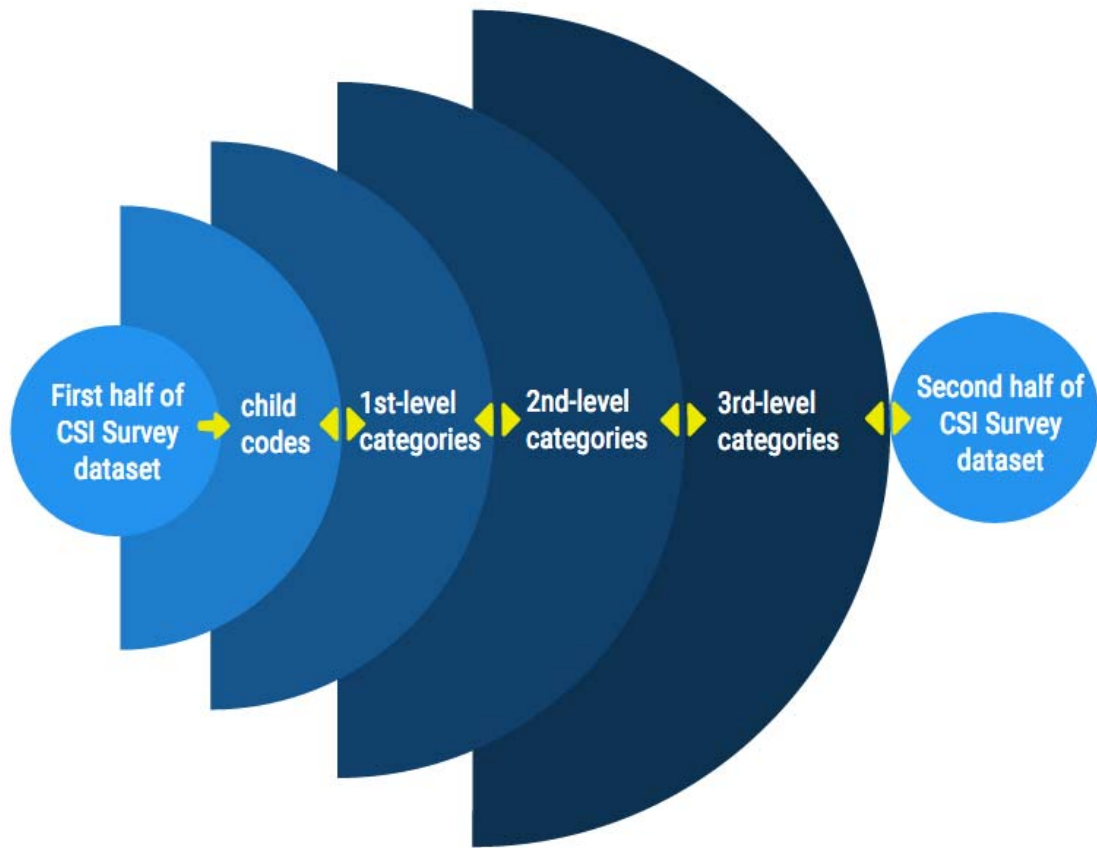 First half of
CSI Survey
dataset
child
codes
1st-level
categories
2nd-level
categories
3rd-level
categories
Second half of
CSI Survey
dataset